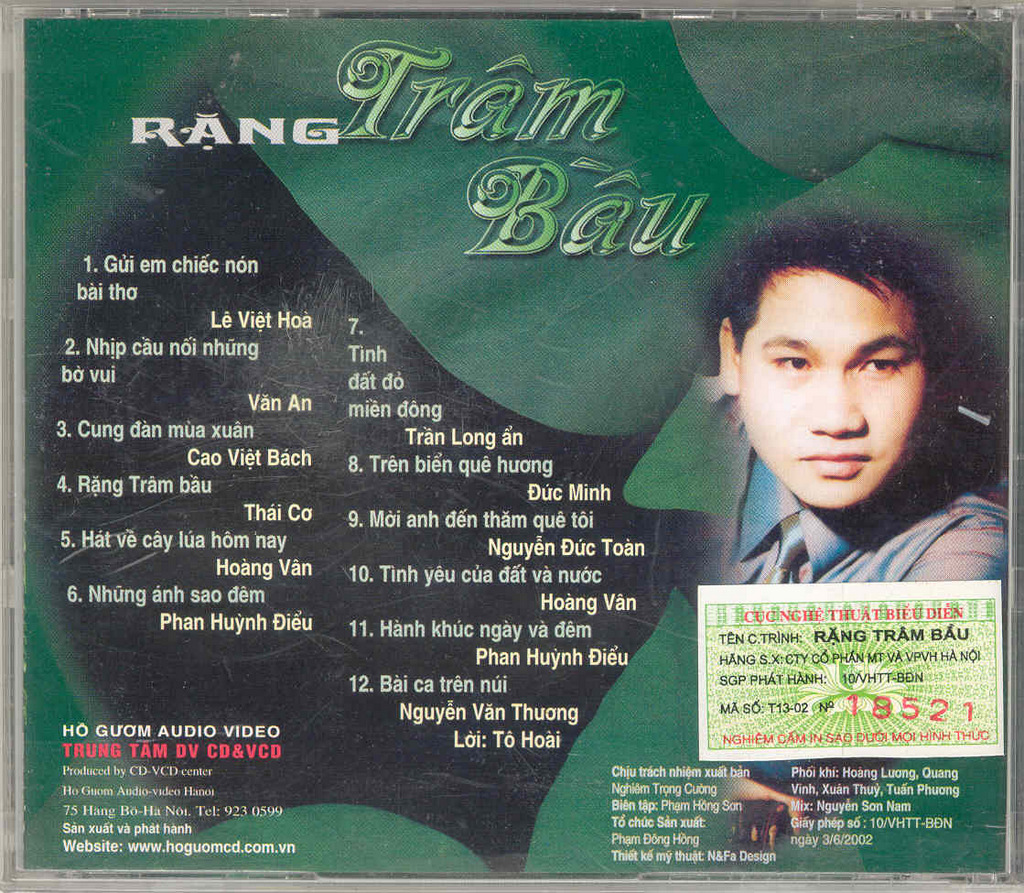 RẶNG Trâm
Bầu
1. Gửi em chiếc nón
bài thơ
Lê Việt Hoà
2. Nhịp cầu nối những
bờ vui
Văn An
3. Cung đàn mùa xuân
Cao Việt Bách
4. Rặng Trâm bầu
Thái Cơ
5. Hát về cây lúa hôm nay
Hoàng Vân
6. Những ánh sao đêm
Phan Huỳnh Điểu
7.
Tình
đất đỏ
miền đông
Trần Long ẩn
8. Trên biển quê hương
Đức Minh
9. Mời anh đến thăm quê tôi
Nguyễn Đức Toàn
10. Tình yêu của đất và nước
Hoàng Vân
11. Hành khúc ngày và đêm
Phan Huỳnh Điểu
12. Bài ca trên núi
Nguyễn Văn Thương
Lời: Tô Hoài
CỤC NGHỆ THUẬT BIỂU DIỄN
TÊN C.TRÌNH: RẶNG TRÂM BẦU
HÃNG S.X: CTY CỔ PHẦN MT VÀ VPVH HÀ NỘI
SGP PHÁT HÀNH: 10/VHTT-BĐN
MÃ SỐ: T13-02 Nº 18521
NGHIÊM CẤM IN SAO DƯỚI MỌI HÌNH THỨC
HỒ GƯƠM AUDIO VIDEO
TRUNG TÂM DV CD&VCD
Produced by CD-VCD center
Ho Guom Audio-video Hanoi
75 Hàng Bồ-Hà Nội. Tel: 923 0599
Sản xuất và phát hành
Website: www.hoguomcd.com.vn
Chịu trách nhiệm xuất bản
Nghiêm Trọng Cường
Biên tập: Phạm Hồng Sơn
Tổ chức Sản xuất:
Phạm Đông Hồng
Thiết kế mỹ thuật: N&Fa Design
Phối khí: Hoàng Lương, Quang
Vinh, Xuân Thuỷ, Tuấn Phương
Mix: Nguyễn Sơn Nam
Giấy phép số : 10/VHTT-BĐN
ngày 3/6/2002